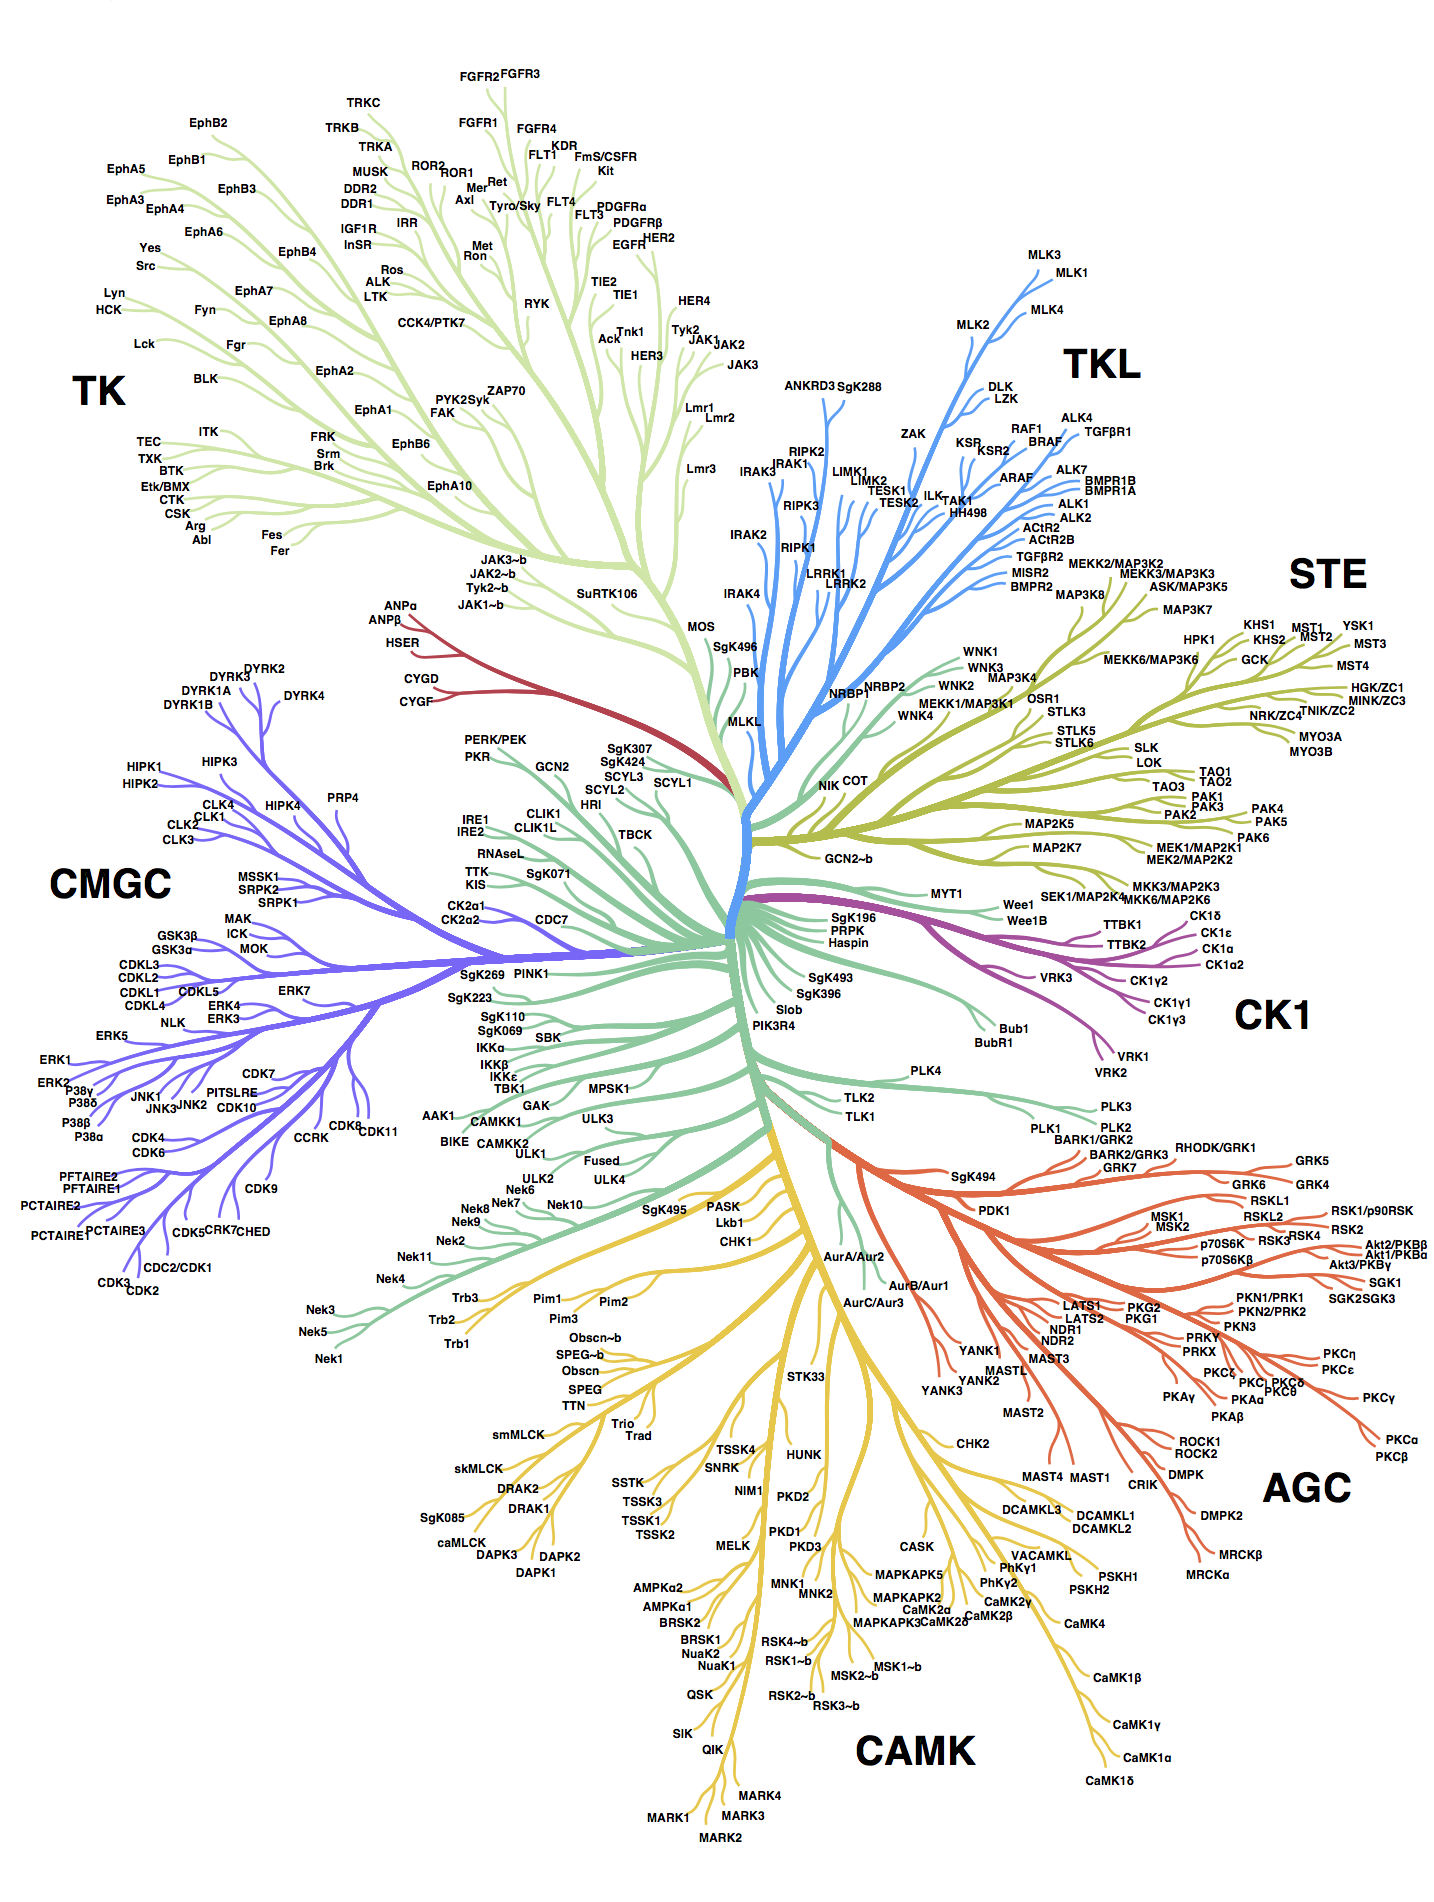 FGFR2
FGFR3
TRKC
FGFR1
EphB2
TRKB
FGFR4
TRKA
KDR
FLT1
FmS/CSFR
EphB1
Kit
EphA5
MUSK
ROR2
ROR1
Ret
Mer
DDR2
EphB3
Axl
EphA3
DDR1
Tyro/Sky
FLT4
PDGFRα
EphA4
FLT3
IRR
PDGFRβ
IGF1R
EphA6
HER2
InSR
Met
EGFR
Yes
EphB4
Ron
Src
Ros
ALK
TIE2
LTK
TIE1
EphA7
Lyn
HER4
HCK
Fyn
RYK
EphA8
CCK4/PTK7
Tnk1
Tyk2
Ack
JAK1
JAK2
Lck
Fgr
HER3
JAK3
EphA2
BLK
TK
ZAP70
PYK2
Syk
FAK
EphA1
Lmr1
Lmr2
ITK
FRK
TEC
EphB6
Srm
TXK
Brk
BTK
Lmr3
Etk/BMX
EphA10
CTK
CSK
Arg
Abl
Fes
Fer
JAK3~b
JAK2~b
Tyk2~b
JAK1~b
SuRTK106
MLK3
MLK1
MLK4
MLK2
TKL
ANKRD3
SgK288
DLK
LZK
ZAK
ALK4
RAF1
TGFβR1
KSR
BRAF
KSR2
RIPK2
IRAK1
IRAK3
LIMK1
LIMK2
ALK7
ARAF
BMPR1B
TESK1
BMPR1A
TESK2
ILK
TAK1
RIPK3
ALK1
HH498
ALK2
IRAK2
ACtR2
ACtR2B
RIPK1
TGFβR2
LRRK1
MISR2
LRRK2
BMPR2
IRAK4
MEKK2/MAP3K2
MEKK3/MAP3K3
STE
ASK/MAP3K5
MAP3K8
MAP3K7
ANPα
ANPβ
HSER
MOS
SgK496
PBK
CYGD
CYGF
KHS1
MST1
YSK1
HPK1
KHS2
MST2
MST3
WNK1
MEKK6/MAP3K6
GCK
MST4
WNK3
MAP3K4
WNK2
NRBP1
NRBP2
HGK/ZC1
MINK/ZC3
MEKK1/MAP3K1
OSR1
TNIK/ZC2
WNK4
STLK3
NRK/ZC4
MLKL
STLK5
MYO3A
STLK6
SLK
MYO3B
LOK
DYRK2
DYRK3
DYRK1A
DYRK4
DYRK1B
PERK/PEK
SgK307
PKR
SgK424
HIPK1
HIPK3
GCN2
SCYL3
TAO1
HIPK2
SCYL1
TAO2
NIK
COT
SCYL2
TAO3
PAK1
PRP4
CLK4
HIPK4
HRI
PAK3
PAK4
CLK1
CLIK1
PAK2
PAK5
CLK2
IRE1
CLIK1L
MAP2K5
IRE2
TBCK
PAK6
CLK3
MAP2K7
MEK1/MAP2K1
RNAseL
GCN2~b
MEK2/MAP2K2
TTK
SgK071
CMGC
MSSK1
KIS
MKK3/MAP2K3
SRPK2
SEK1/MAP2K4
MKK6/MAP2K6
SRPK1
MYT1
CK2α1
Wee1
MAK
CK2α2
CDC7
SgK196
Wee1B
CK1δ
ICK
TTBK1
GSK3β
PRPK
CK1ε
MOK
Haspin
TTBK2
GSK3α
CK1α
CDKL3
CK1α2
CDKL2
SgK269
PINK1
SgK493
VRK3
CK1γ2
CDKL1
CDKL5
ERK7
SgK223
SgK396
CK1γ1
CDKL4
ERK4
Slob
CK1γ3
CK1
ERK3
SgK110
NLK
SgK069
PIK3R4
Bub1
ERK5
SBK
BubR1
IKKα
ERK1
VRK1
IKKβ
VRK2
CDK7
IKKε
PLK4
ERK2
TBK1
MPSK1
P38γ
PITSLRE
JNK1
TLK2
P38δ
JNK3
JNK2
CDK10
GAK
PLK3
AAK1
TLK1
P38β
CAMKK1
ULK3
PLK1
PLK2
P38α
CDK4
CCRK
CDK8
CDK11
BIKE
CAMKK2
BARK1/GRK2
CDK6
ULK1
BARK2/GRK3
RHODK/GRK1
Fused
GRK7
GRK5
PFTAIRE2
ULK2
ULK4
SgK494
GRK6
GRK4
PFTAIRE1
CDK9
Nek6
PCTAIRE2
Nek7
Nek10
SgK495
PASK
PDK1
RSKL1
Nek8
RSK1/p90RSK
PCTAIRE1
PCTAIRE3
CDK5
CRK7
CHED
Nek9
Lkb1
MSK1
RSKL2
MSK2
RSK4
RSK2
Nek2
CHK1
RSK3
p70S6K
Akt2/PKBβ
Nek11
AurA/Aur2
p70S6Kβ
Akt1/PKBα
CDC2/CDK1
Akt3/PKBγ
CDK3
CDK2
Nek4
AurB/Aur1
SGK1
Trb3
Pim1
Pim2
AurC/Aur3
PKN1/PRK1
SGK2
SGK3
Nek3
LATS1
PKG2
PKN2/PRK2
Trb2
Pim3
LATS2
PKG1
PKN3
Nek5
NDR1
Trb1
Obscn~b
NDR2
PRKY
Nek1
SPEG~b
YANK1
MAST3
PRKX
PKCη
Obscn
STK33
MASTL
PKCζ
PKCε
SPEG
YANK2
PKCι
PKCδ
YANK3
PKCθ
TTN
PKAγ
PKAα
PKCγ
MAST2
PKAβ
Trio
smMLCK
Trad
TSSK4
CHK2
ROCK1
PKCα
HUNK
ROCK2
PKCβ
skMLCK
SNRK
MAST4
MAST1
DMPK
AGC
SSTK
CRIK
DRAK2
NIM1
PKD2
TSSK3
DRAK1
DCAMKL3
DCAMKL1
DMPK2
SgK085
TSSK1
DCAMKL2
TSSK2
PKD1
caMLCK
MELK
PKD3
CASK
DAPK3
DAPK2
VACAMKL
MRCKβ
DAPK1
PhKγ1
MRCKα
MAPKAPK5
PSKH1
AMPKα2
MNK1
PhKγ2
PSKH2
MNK2
MAPKAPK2
CaMK2γ
AMPKα1
CaMK2α
CaMK2β
BRSK2
MAPKAPK3
CaMK2δ
CaMK4
BRSK1
RSK4~b
NuaK2
RSK1~b
NuaK1
MSK1~b
MSK2~b
CaMK1β
QSK
RSK2~b
RSK3~b
SIK
CaMK1γ
QIK
CAMK
CaMK1α
CaMK1δ
MARK4
MARK1
MARK3
MARK2